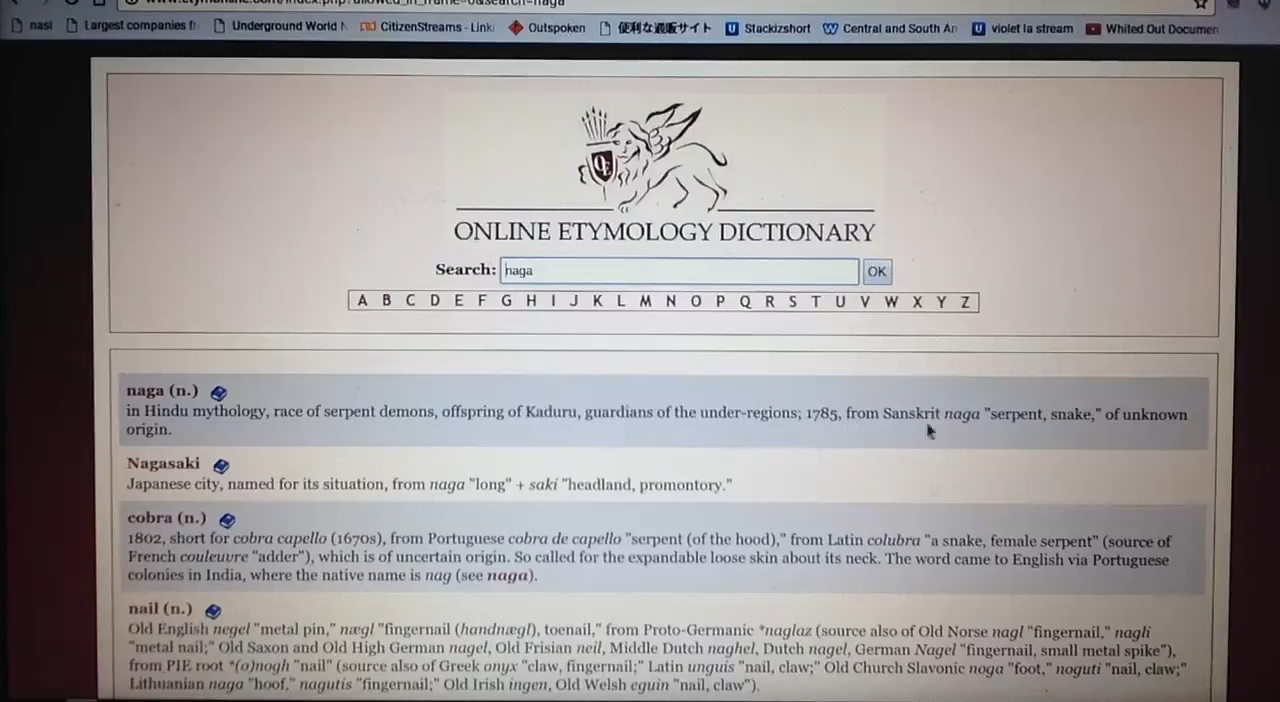 www.etymonline.com/index.php?allowed_in_frame=0&search=naga
nasi Largest companies fr Underground World N CitizenStreams - Link Outspoken 便利な通販サイト Stackizshort Central and South An violet la stream Whited Out Documen
ONLINE ETYMOLOGY DICTIONARY
Search: naga OK
A B C D E F G H I J K L M N O P Q R S T U V W X Y Z
naga (n.)
in Hindu mythology, race of serpent demons, offspring of Kaduru, guardians of the under-regions; 1785, from Sanskrit naga "serpent, snake," of unknown
origin.
Nagasaki
Japanese city, named for its situation, from naga "long" + saki "headland, promontory."
cobra (n.)
1802, short for cobra capello (1670s), from Portuguese cobra de capello "serpent (of the hood)," from Latin colubra "a snake, female serpent" (source of
French couleuvre "adder"), which is of uncertain origin. So called for the expandable loose skin about its neck. The word came to English via Portuguese
colonies in India, where the native name is nag (see naga).
nail (n.)
Old English negel "metal pin," nægl "fingernail (handnægl), toenail," from Proto-Germanic *naglaz (source also of Old Norse nagl "fingernail," nagli
"metal nail;" Old Saxon and Old High German nagel, Old Frisian neil, Middle Dutch naghel, Dutch nagel, German Nagel "fingernail, small metal spike"),
from PIE root *(o)nogh "nail" (source also of Greek onyx "claw, fingernail;" Latin unguis "nail, claw;" Old Church Slavonic noga "foot," noguti "nail, claw;"
Lithuanian naga "hoof," nagutis "fingernail;" Old Irish ingen, Old Welsh eguin "nail, claw").